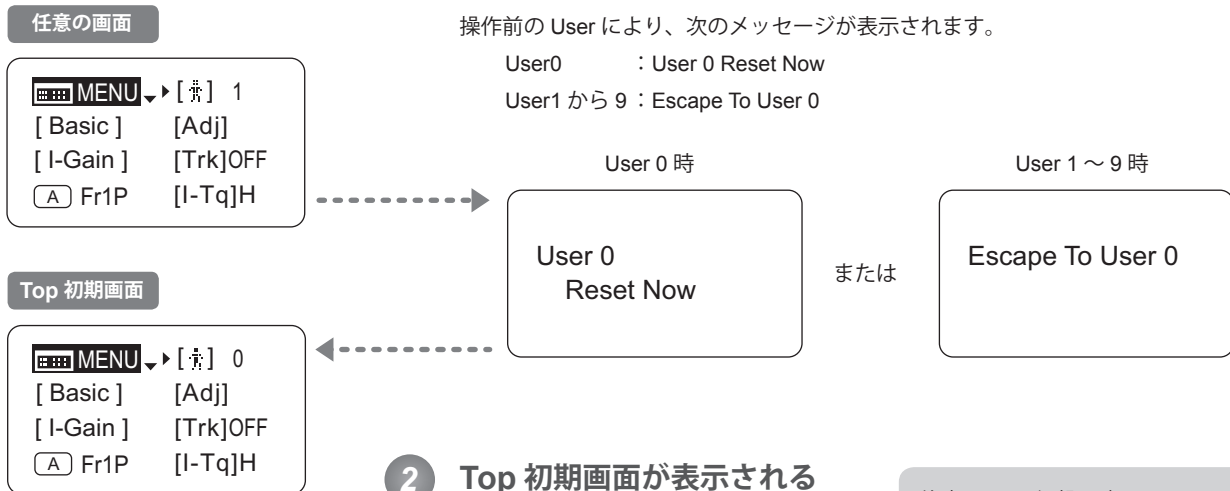 任意の画面
MENU [ ] 1
[ Basic ] [Adj]
[ I-Gain ] [Trk]OFF
A Fr1P [I-Tq]H
操作前の User により、次のメッセージが表示されます。
User0 ：User 0 Reset Now
User1 から 9 ：Escape To User 0
User 0 時
User 0
Reset Now
または
User 1 ～ 9 時
Escape To User 0
Top 初期画面
MENU [ ] 0
[ Basic ] [Adj]
[ I-Gain ] [Trk]OFF
A Fr1P [I-Tq]H
2 Top 初期画面が表示される